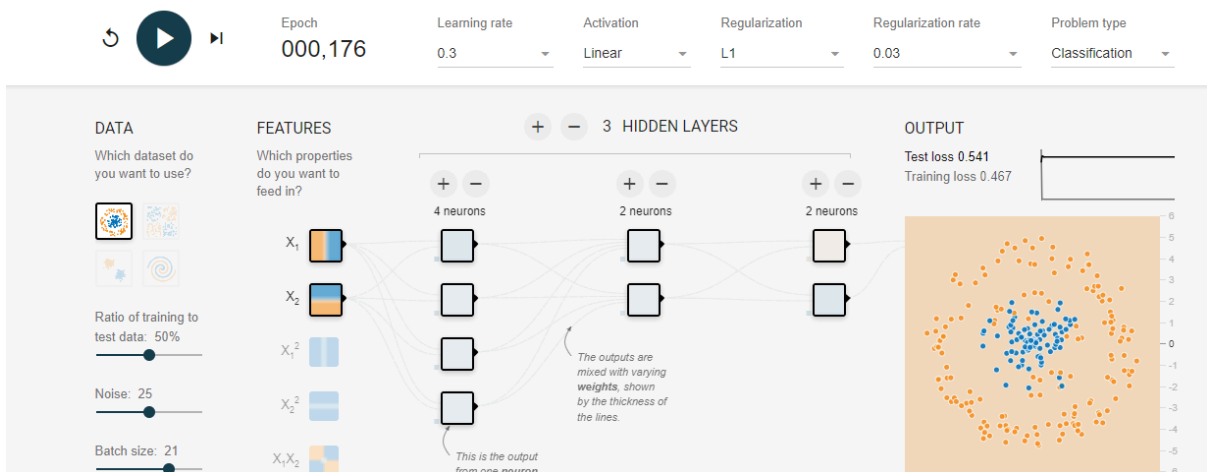 Epoch
000,176
Learning rate
0.3
Activation
Linear
Regularization
L1
Regularization rate
0.03
Problem type
Classification
DATA
Which dataset do
you want to use?
Ratio of training to
test data: 50%
Noise: 25
Batch size: 21
FEATURES
Which properties
do you want to
feed in?
X₁
X₂
X₁²
X₂²
X₁X₂
+ − 3 HIDDEN LAYERS
+ −
4 neurons
+ −
2 neurons
+ −
2 neurons
The outputs are
mixed with varying
weights, shown
by the thickness of
the lines.
This is the output
from one neuron
OUTPUT
Test loss 0.541
Training loss 0.467
6
5
4
3
2
1
0
-1
-2
-3
-4
-5
-6